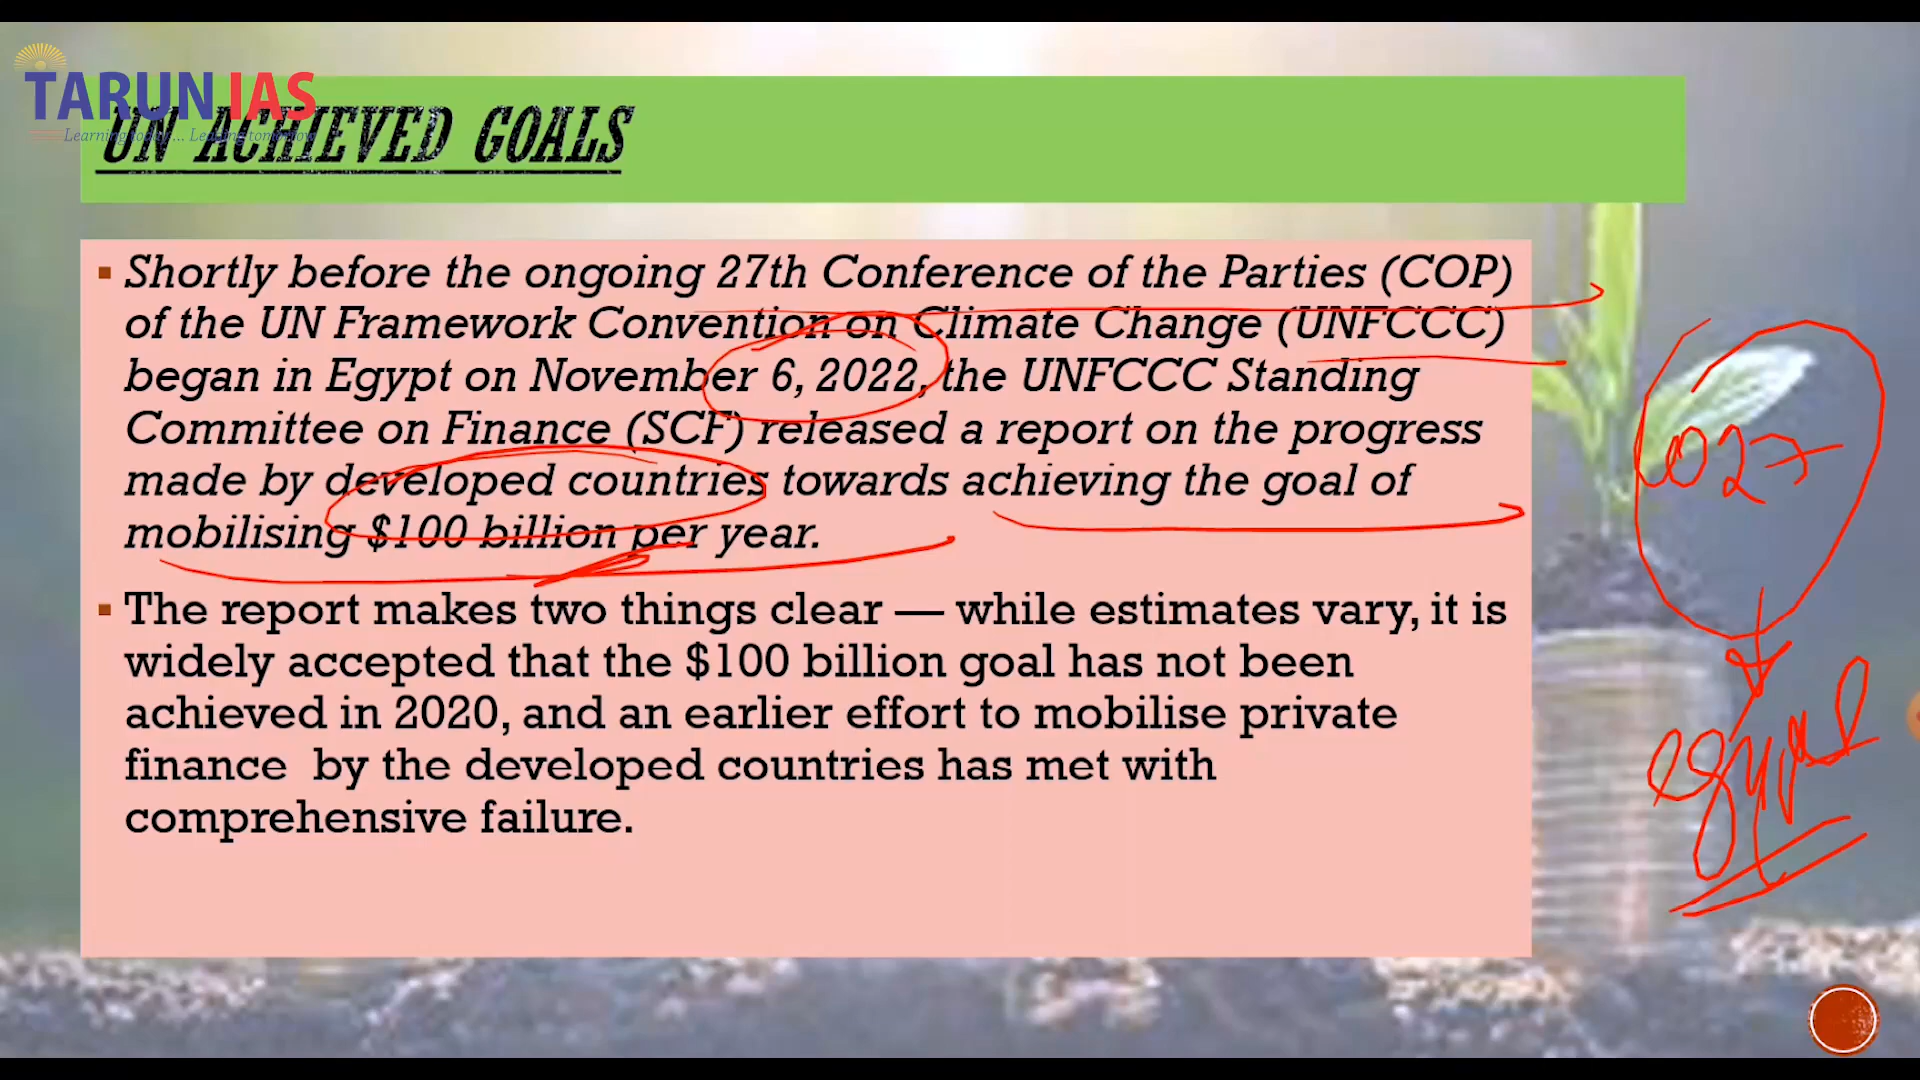 TARUN IAS
Learning today... Leading tomorrow
UN ACHIEVED GOALS
▪ Shortly before the ongoing 27th Conference of the Parties (COP)
of the UN Framework Convention on Climate Change (UNFCCC)
began in Egypt on November 6, 2022, the UNFCCC Standing
Committee on Finance (SCF) released a report on the progress
made by developed countries towards achieving the goal of
mobilising $100 billion per year.
▪ The report makes two things clear — while estimates vary, it is
widely accepted that the $100 billion goal has not been
achieved in 2020, and an earlier effort to mobilise private
finance by the developed countries has met with
comprehensive failure.
27